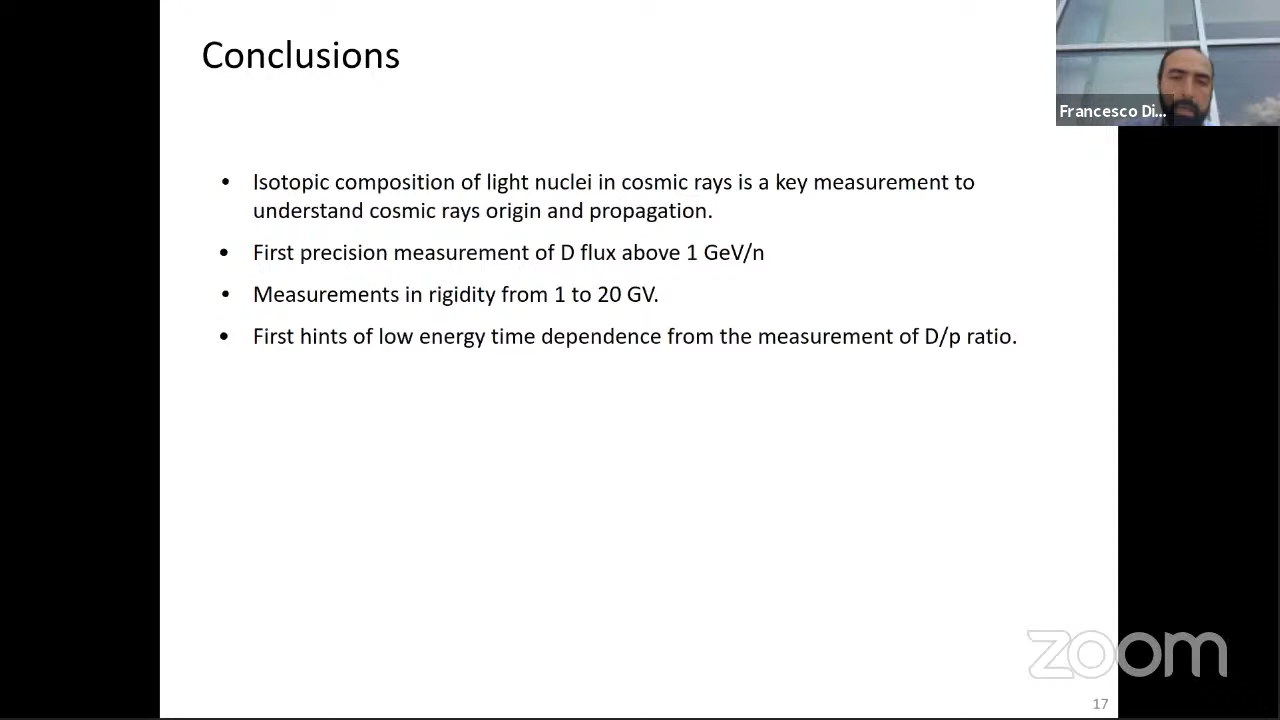 Conclusions
Francesco Di...
• Isotopic composition of light nuclei in cosmic rays is a key measurement to
understand cosmic rays origin and propagation.
• First precision measurement of D flux above 1 GeV/n
• Measurements in rigidity from 1 to 20 GV.
• First hints of low energy time dependence from the measurement of D/p ratio.
zoom
17